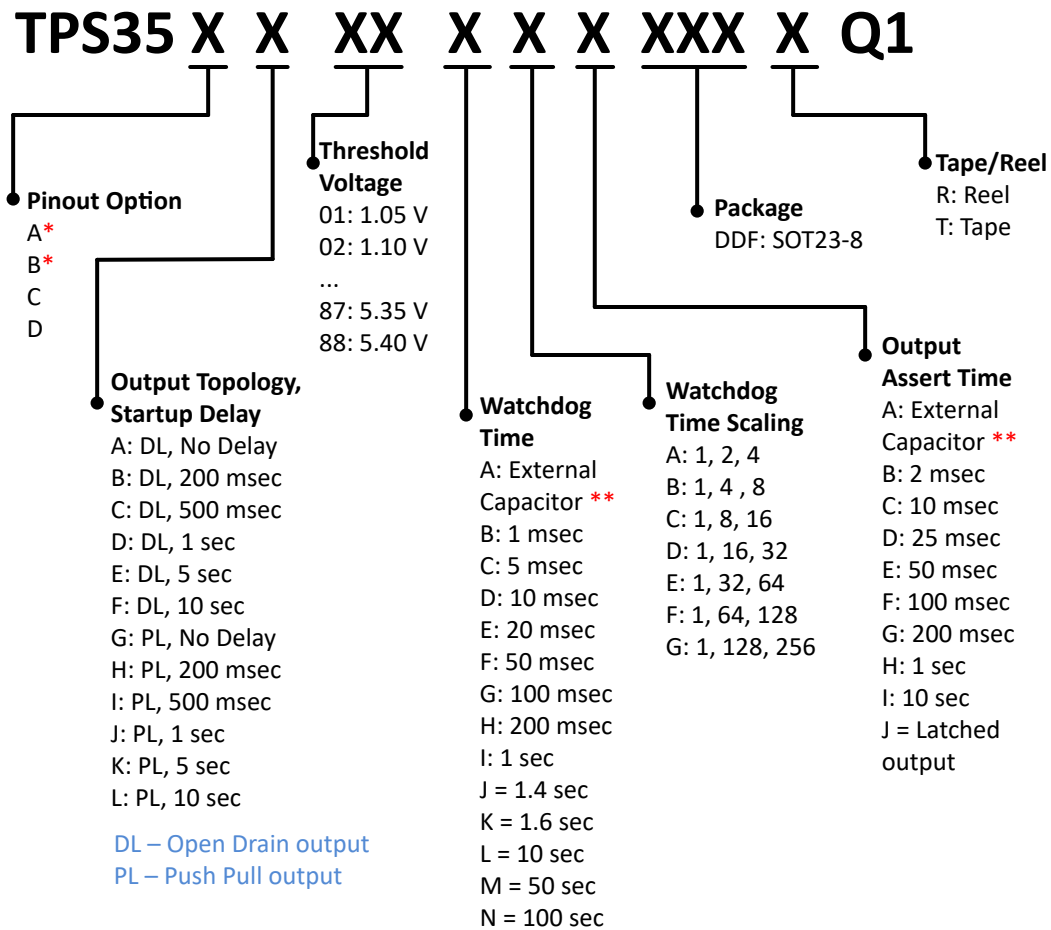 TPS35 X X XX X X X XXX X Q1
Pinout Option
A*
B*
C
D
Output Topology,
Startup Delay
A: DL, No Delay
B: DL, 200 msec
C: DL, 500 msec
D: DL, 1 sec
E: DL, 5 sec
F: DL, 10 sec
G: PL, No Delay
H: PL, 200 msec
I: PL, 500 msec
J: PL, 1 sec
K: PL, 5 sec
L: PL, 10 sec
DL – Open Drain output
PL – Push Pull output
Threshold
Voltage
01: 1.05 V
02: 1.10 V
...
87: 5.35 V
88: 5.40 V
Watchdog
Time
A: External
Capacitor **
B: 1 msec
C: 5 msec
D: 10 msec
E: 20 msec
F: 50 msec
G: 100 msec
H: 200 msec
I: 1 sec
J = 1.4 sec
K = 1.6 sec
L = 10 sec
M = 50 sec
N = 100 sec
Watchdog
Time Scaling
A: 1, 2, 4
B: 1, 4 , 8
C: 1, 8, 16
D: 1, 16, 32
E: 1, 32, 64
F: 1, 64, 128
G: 1, 128, 256
Output
Assert Time
A: External
Capacitor **
B: 2 msec
C: 10 msec
D: 25 msec
E: 50 msec
F: 100 msec
G: 200 msec
H: 1 sec
I: 10 sec
J = Latched
output
Package
DDF: SOT23-8
Tape/Reel
R: Reel
T: Tape